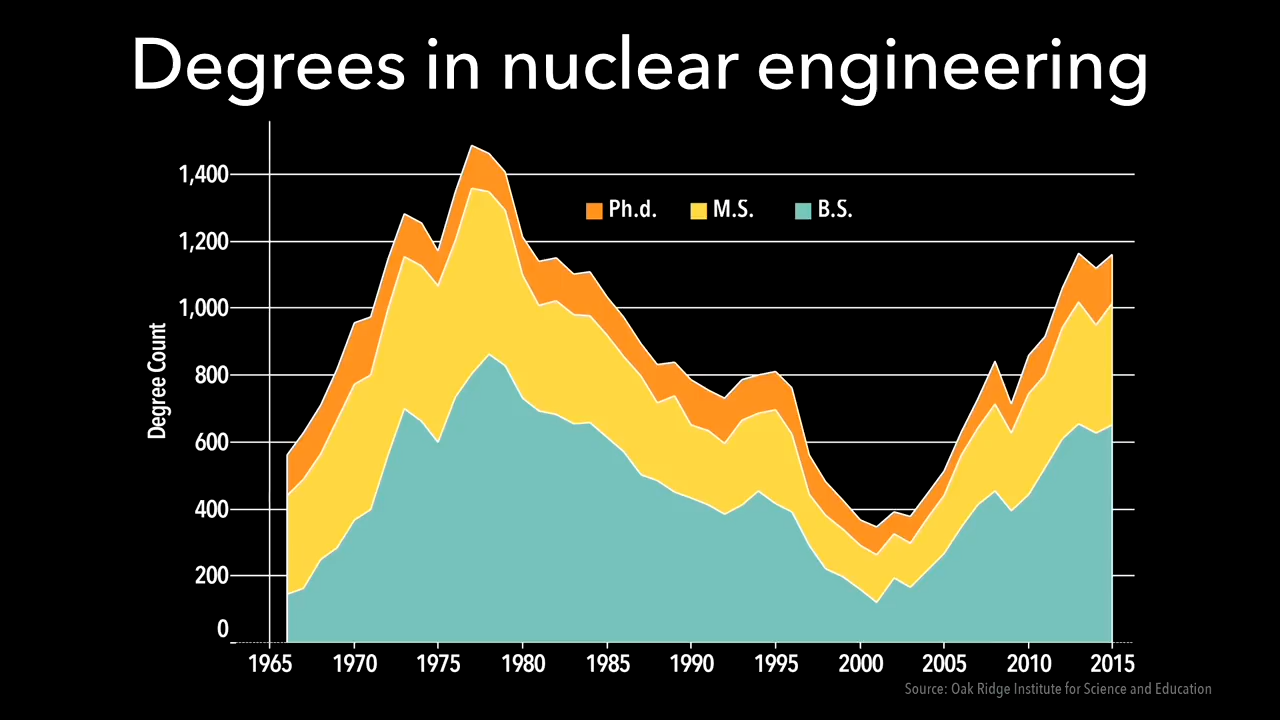 Degrees in nuclear engineering
1,400
1,200
1,000
800
600
400
200
0
Degree Count
Ph.d. M.S. B.S.
1965 1970 1975 1980 1985 1990 1995 2000 2005 2010 2015
Source: Oak Ridge Institute for Science and Education